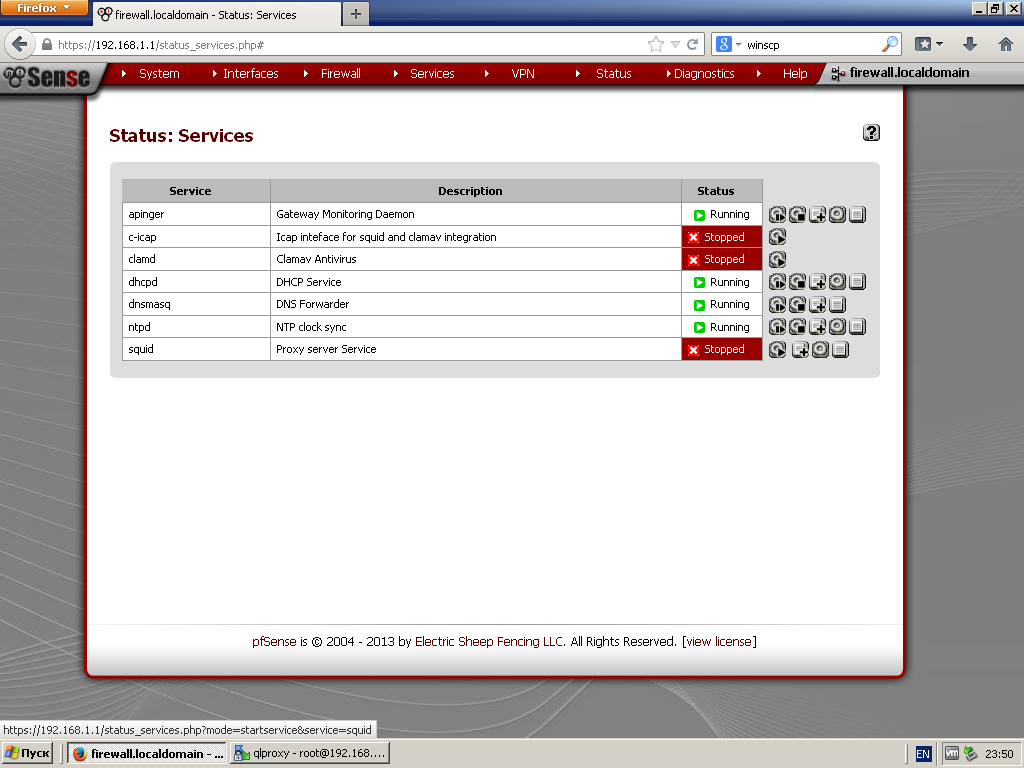 Firefox
firewall.localdomain - Status: Services
https://192.168.1.1/status_services.php#
winscp
Sense
System Interfaces Firewall Services VPN Status Diagnostics Help firewall.localdomain
Status: Services
?
Service Description Status
apinger Gateway Monitoring Daemon Running
c-icap Icap inteface for squid and clamav integration Stopped
clamd Clamav Antivirus Stopped
dhcpd DHCP Service Running
dnsmasq DNS Forwarder Running
ntpd NTP clock sync Running
squid Proxy server Service Stopped
pfSense is © 2004 - 2013 by Electric Sheep Fencing LLC. All Rights Reserved. [view license]
https://192.168.1.1/status_services.php?mode=startservice&service=squid
Пуск firewall.localdomain - ... qlproxy - root@192.168.... EN vm 23:50